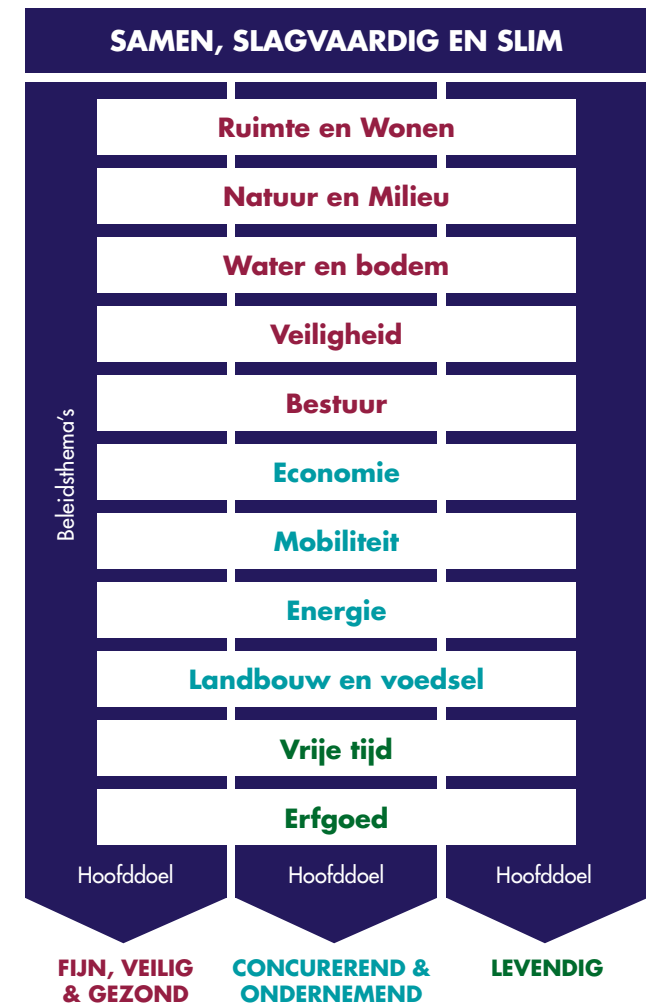 SAMEN, SLAGVAARDIG EN SLIM
Ruimte en Wonen
Natuur en Milieu
Water en bodem
Veiligheid
Bestuur
Beleidsthema's
Economie
Mobiliteit
Energie
Landbouw en voedsel
Vrije tijd
Erfgoed
Hoofddoel
Hoofddoel
Hoofddoel
FIJN, VEILIG
& GEZOND
CONCUREREND &
ONDERNEMEND
LEVENDIG